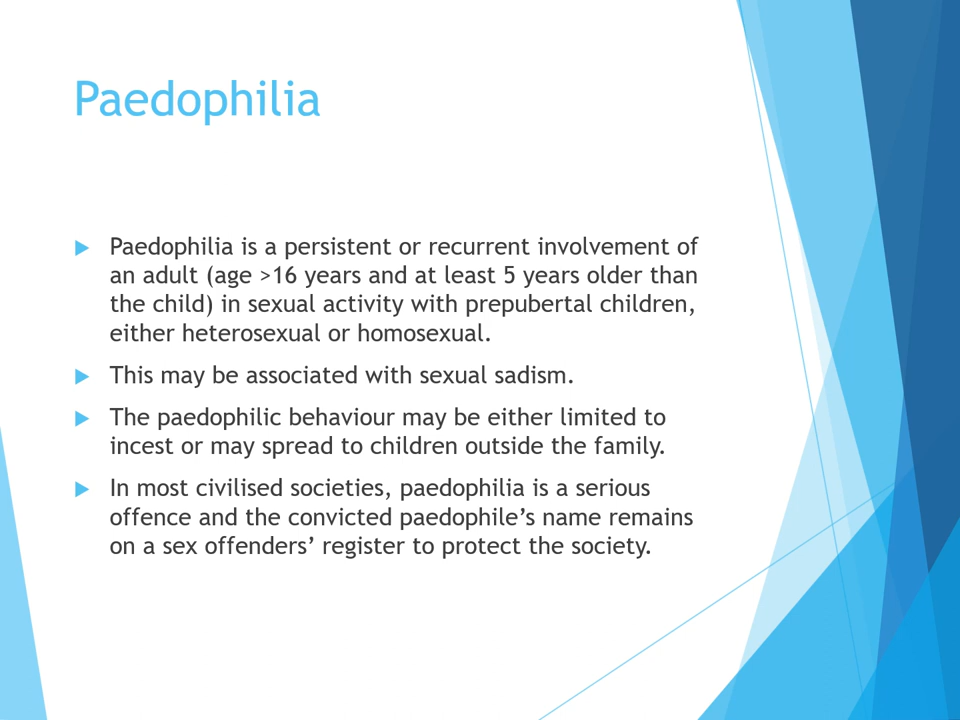 Paedophilia
Paedophilia is a persistent or recurrent involvement of
an adult (age >16 years and at least 5 years older than
the child) in sexual activity with prepubertal children,
either heterosexual or homosexual.
This may be associated with sexual sadism.
The paedophilic behaviour may be either limited to
incest or may spread to children outside the family.
In most civilised societies, paedophilia is a serious
offence and the convicted paedophile’s name remains
on a sex offenders’ register to protect the society.